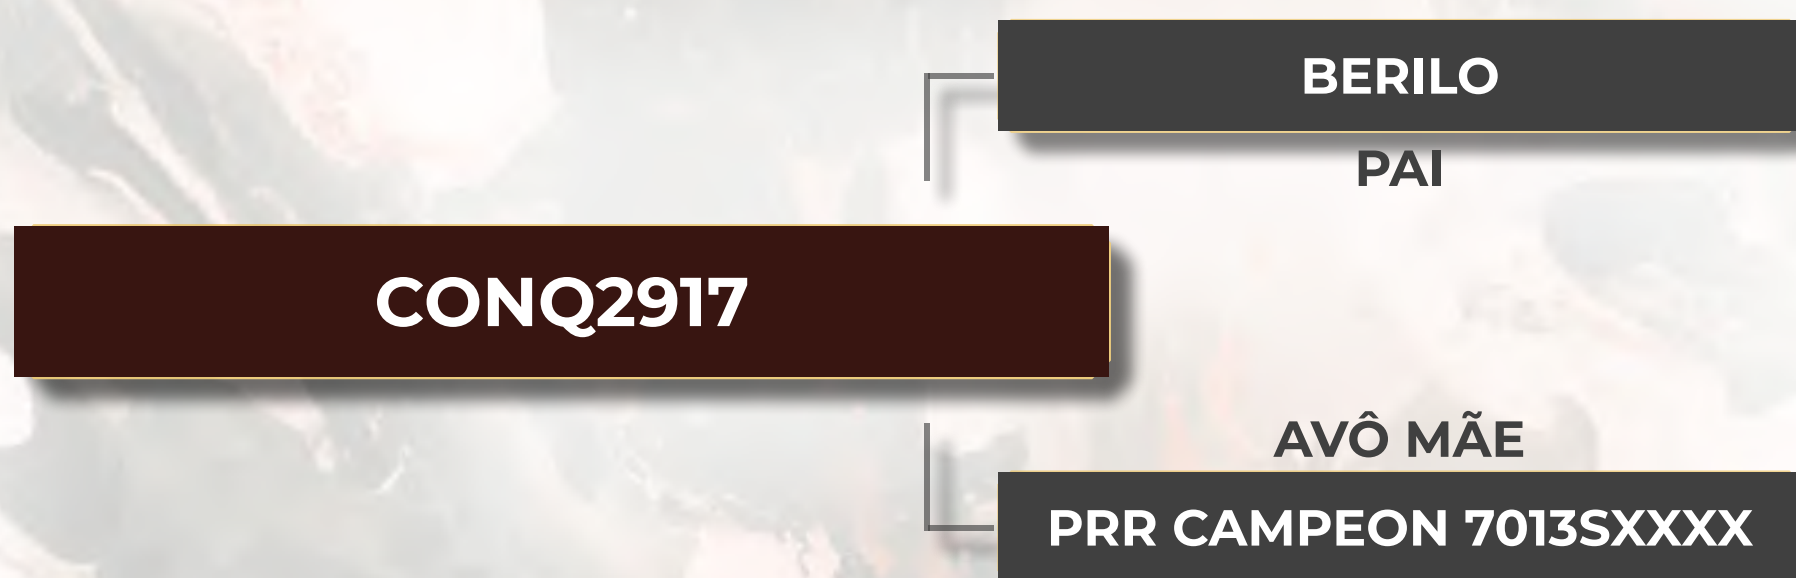 BERILO
PAI
CONQ2917
AVÔ MÃE
PRR CAMPEON 7013SXXXX